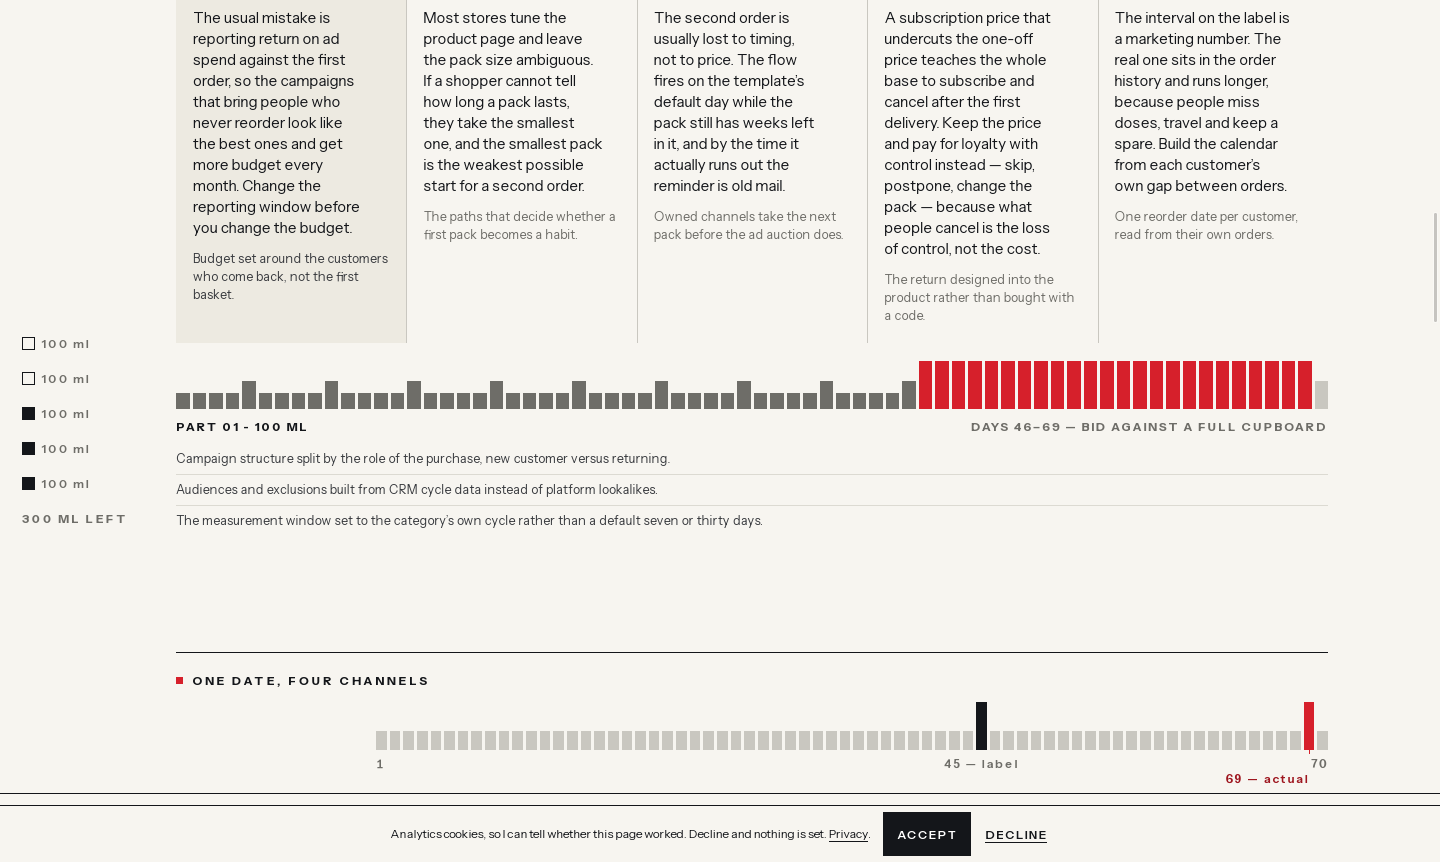 The usual mistake is
reporting return on ad
spend against the first
order, so the campaigns
that bring people who
never reorder look like
the best ones and get
more budget every
month. Change the
reporting window before
you change the budget.
Budget set around the customers
who come back, not the first
basket.
Most stores tune the
product page and leave
the pack size ambiguous.
If a shopper cannot tell
how long a pack lasts,
they take the smallest
one, and the smallest pack
is the weakest possible
start for a second order.
The paths that decide whether a
first pack becomes a habit.
The second order is
usually lost to timing,
not to price. The flow
fires on the template's
default day while the
pack still has weeks left
in it, and by the time it
actually runs out the
reminder is old mail.
Owned channels take the next
pack before the ad auction does.
A subscription price that
undercuts the one-off
price teaches the whole
base to subscribe and
cancel after the first
delivery. Keep the price
and pay for loyalty with
control instead — skip,
postpone, change the
pack — because what
people cancel is the loss
of control, not the cost.
The return designed into the
product rather than bought with
a code.
The interval on the label is
a marketing number. The
real one sits in the order
history and runs longer,
because people miss
doses, travel and keep a
spare. Build the calendar
from each customer's
own gap between orders.
One reorder date per customer,
read from their own orders.
100 ml
100 ml
100 ml
100 ml
100 ml
300 ML LEFT
PART 01 - 100 ML
DAYS 46–69 — BID AGAINST A FULL CUPBOARD
Campaign structure split by the role of the purchase, new customer versus returning.
Audiences and exclusions built from CRM cycle data instead of platform lookalikes.
The measurement window set to the category's own cycle rather than a default seven or thirty days.
ONE DATE, FOUR CHANNELS
1
45 — label
70
69 — actual
Analytics cookies, so I can tell whether this page worked. Decline and nothing is set. Privacy.
ACCEPT
DECLINE